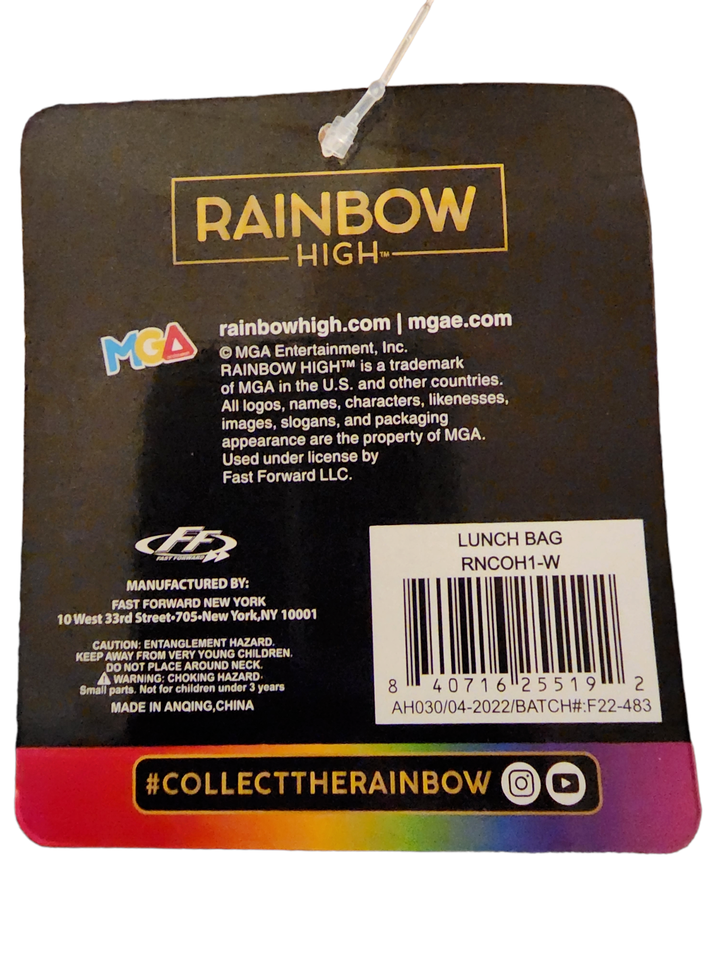 RAINBOW
HIGH™
MGA
rainbowhigh.com | mgae.com
© MGA Entertainment, Inc.
RAINBOW HIGH™ is a trademark
of MGA in the U.S. and other countries.
All logos, names, characters, likenesses,
images, slogans, and packaging
appearance are the property of MGA.
Used under license by
Fast Forward LLC.
FF
FAST FORWARD
MANUFACTURED BY:
FAST FORWARD NEW YORK
10 West 33rd Street•705•New York,NY 10001
CAUTION: ENTANGLEMENT HAZARD.
KEEP AWAY FROM VERY YOUNG CHILDREN.
DO NOT PLACE AROUND NECK.
WARNING: CHOKING HAZARD-
Small parts. Not for children under 3 years
MADE IN ANQING,CHINA
LUNCH BAG
RNCOH1-W
8 40716 25519 2
AH030/04-2022/BATCH#:F22-483
#COLLECTTHERAINBOW